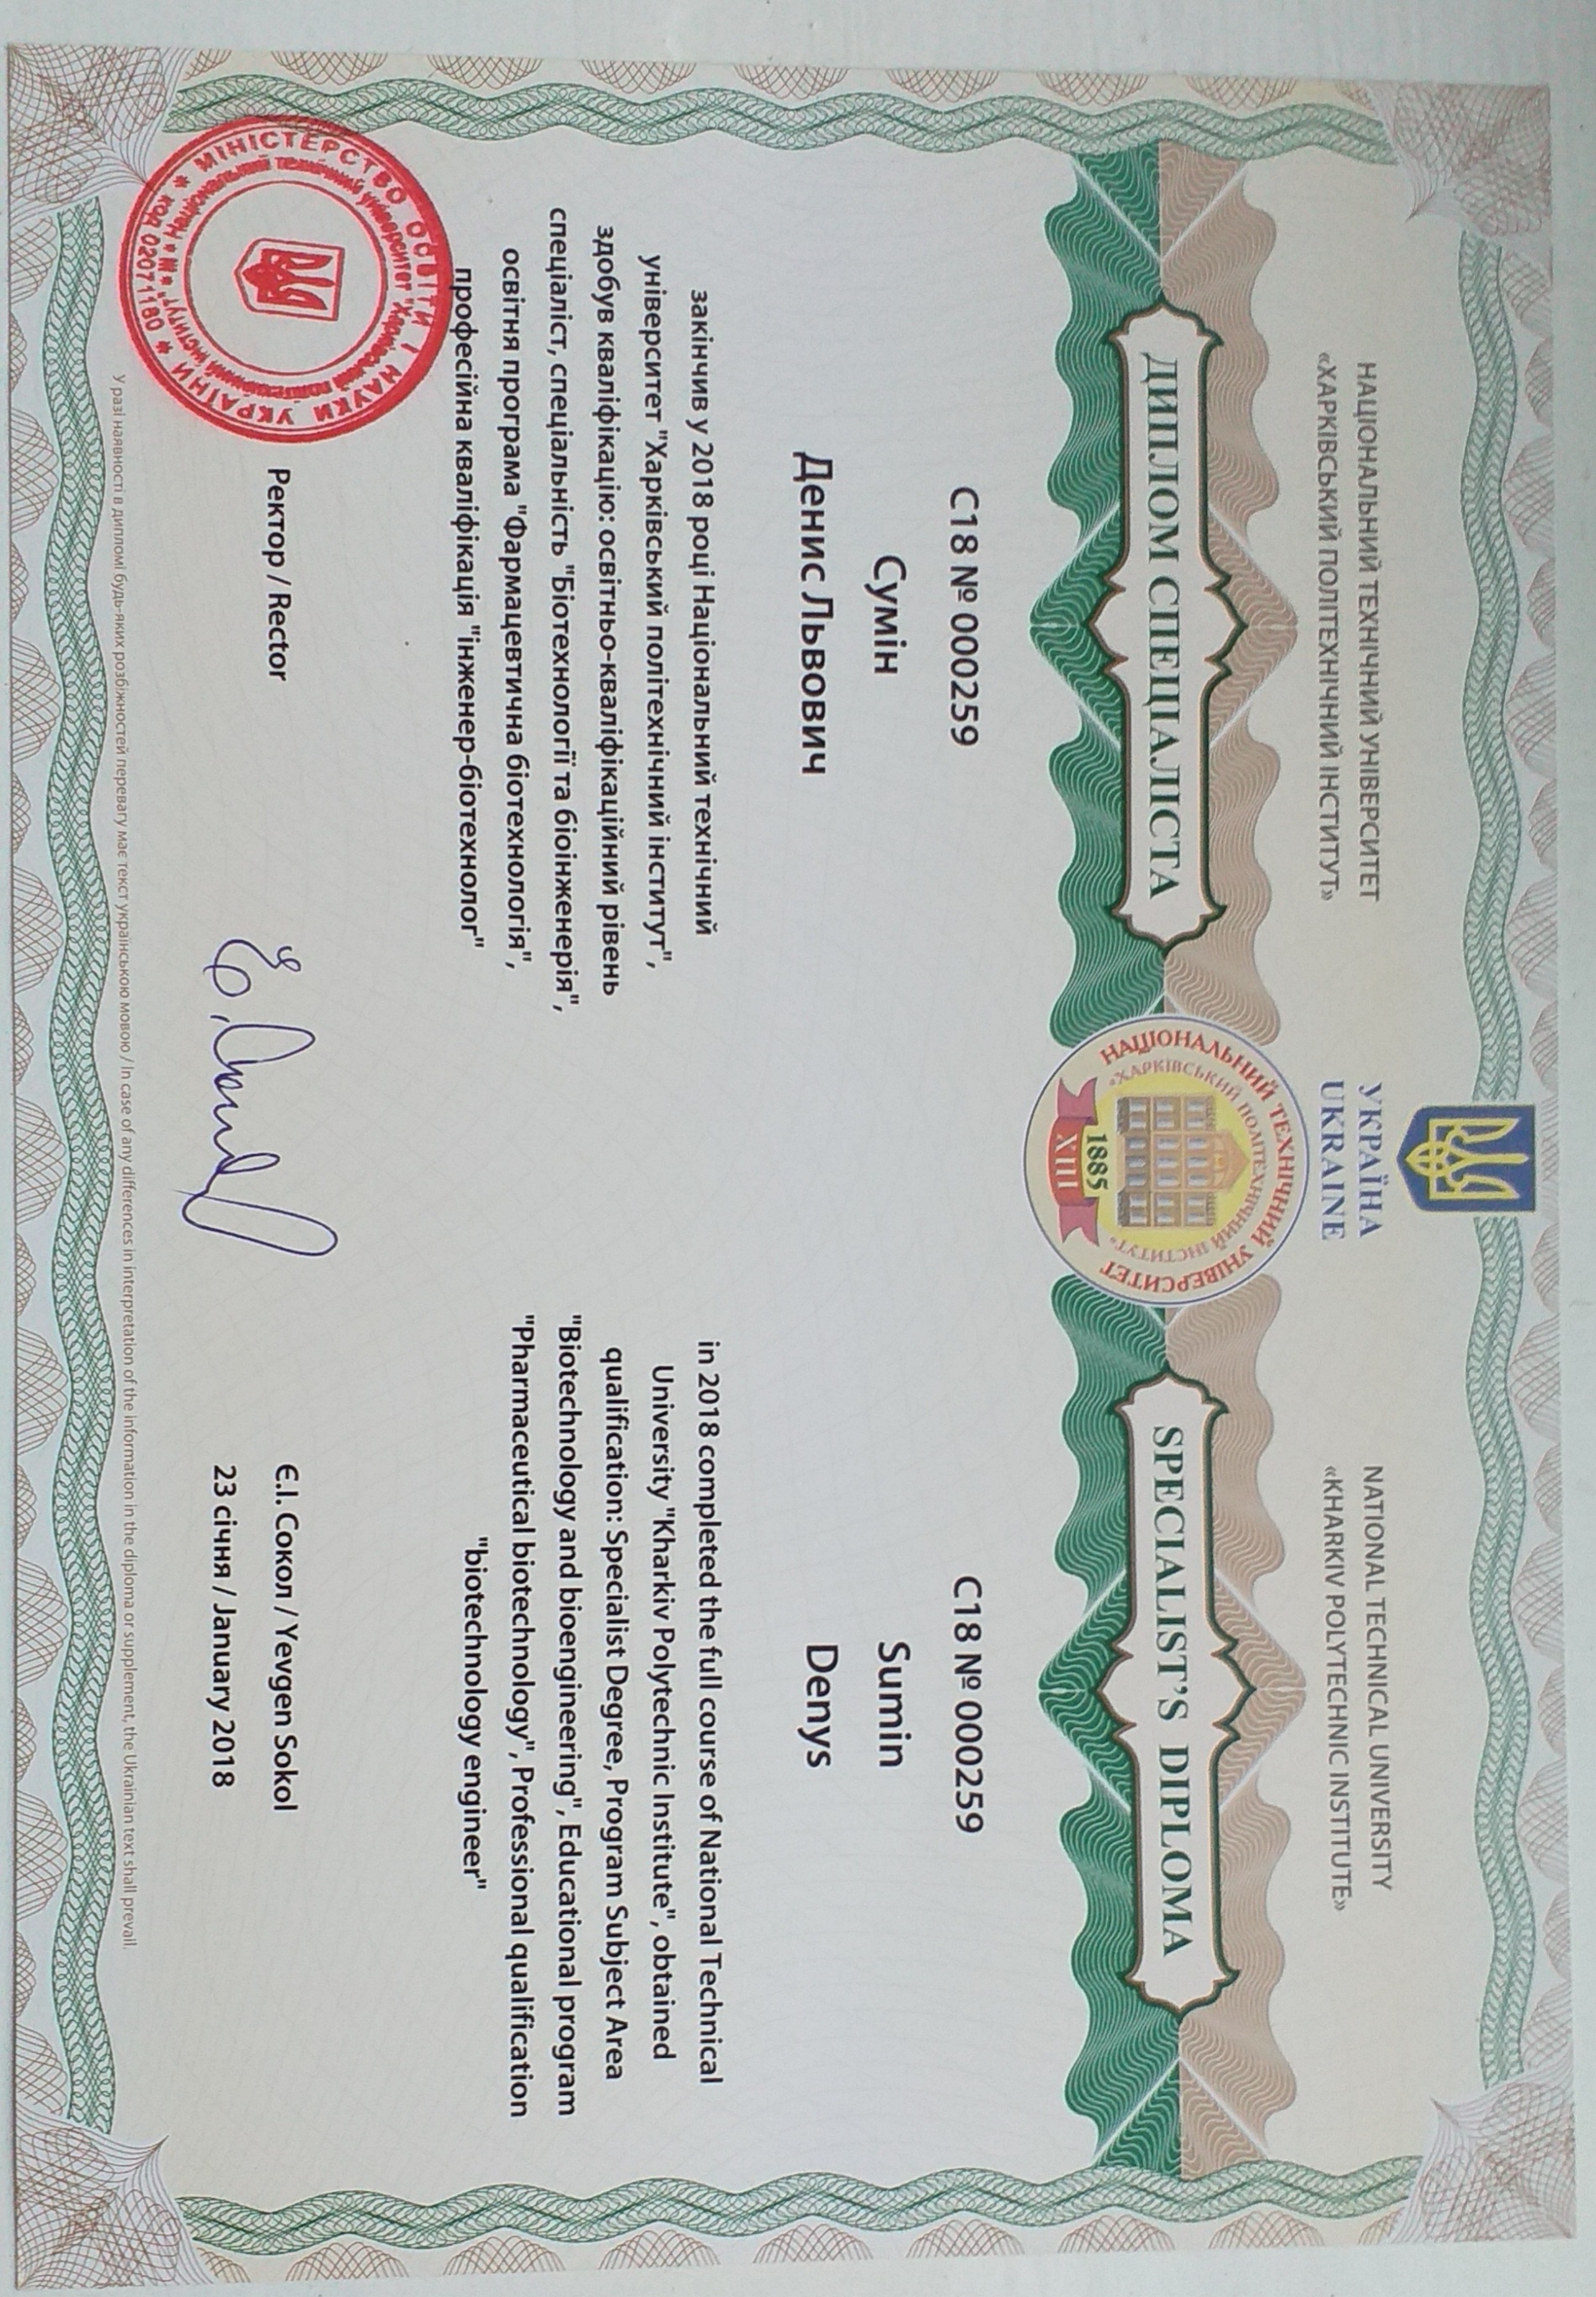 УКРАЇНА
UKRAINE
НАЦІОНАЛЬНИЙ ТЕХНІЧНИЙ УНІВЕРСИТЕТ
«ХАРКІВСЬКИЙ ПОЛІТЕХНІЧНИЙ ІНСТИТУТ»
ДИПЛОМ СПЕЦІАЛІСТА
С18 № 000259
Сумін
Денис Львович
закінчив у 2018 році Національний технічний
університет "Харківський політехнічний інститут",
здобув кваліфікацію: освітньо-кваліфікаційний рівень
спеціаліст, спеціальність "Біотехнології та біоінженерія",
освітня програма "Фармацевтична біотехнологія",
професійна кваліфікація "інженер-біотехнолог"
НАЦІОНАЛЬНИЙ ТЕХНІЧНИЙ УНІВЕРСИТЕТ
«ХАРКІВСЬКИЙ ПОЛІТЕХНІЧНИЙ ІНСТИТУТ»
1885
ХПІ
NATIONAL TECHNICAL UNIVERSITY
«KHARKIV POLYTECHNIC INSTITUTE»
SPECIALIST'S DIPLOMA
C18 № 000259
Sumin
Denys
in 2018 completed the full course of National Technical
University "Kharkiv Polytechnic Institute", obtained
qualification: Specialist Degree, Program Subject Area
"Biotechnology and bioengineering", Educational program
"Pharmaceutical biotechnology", Professional qualification
"biotechnology engineer"
МІНІСТЕРСТВО ОСВІТИ І НАУКИ УКРАЇНИ
Національний технічний університет "Харківський політехнічний інститут"
код 02071180
Ректор / Rector
Є.І. Сокол / Yevgen Sokol
23 січня / January 2018
У разі наявності в дипломі будь-яких розбіжностей перевагу має текст українською мовою / In case of any differences in interpretation of the information in the diploma or supplement, the Ukrainian text shall prevail.